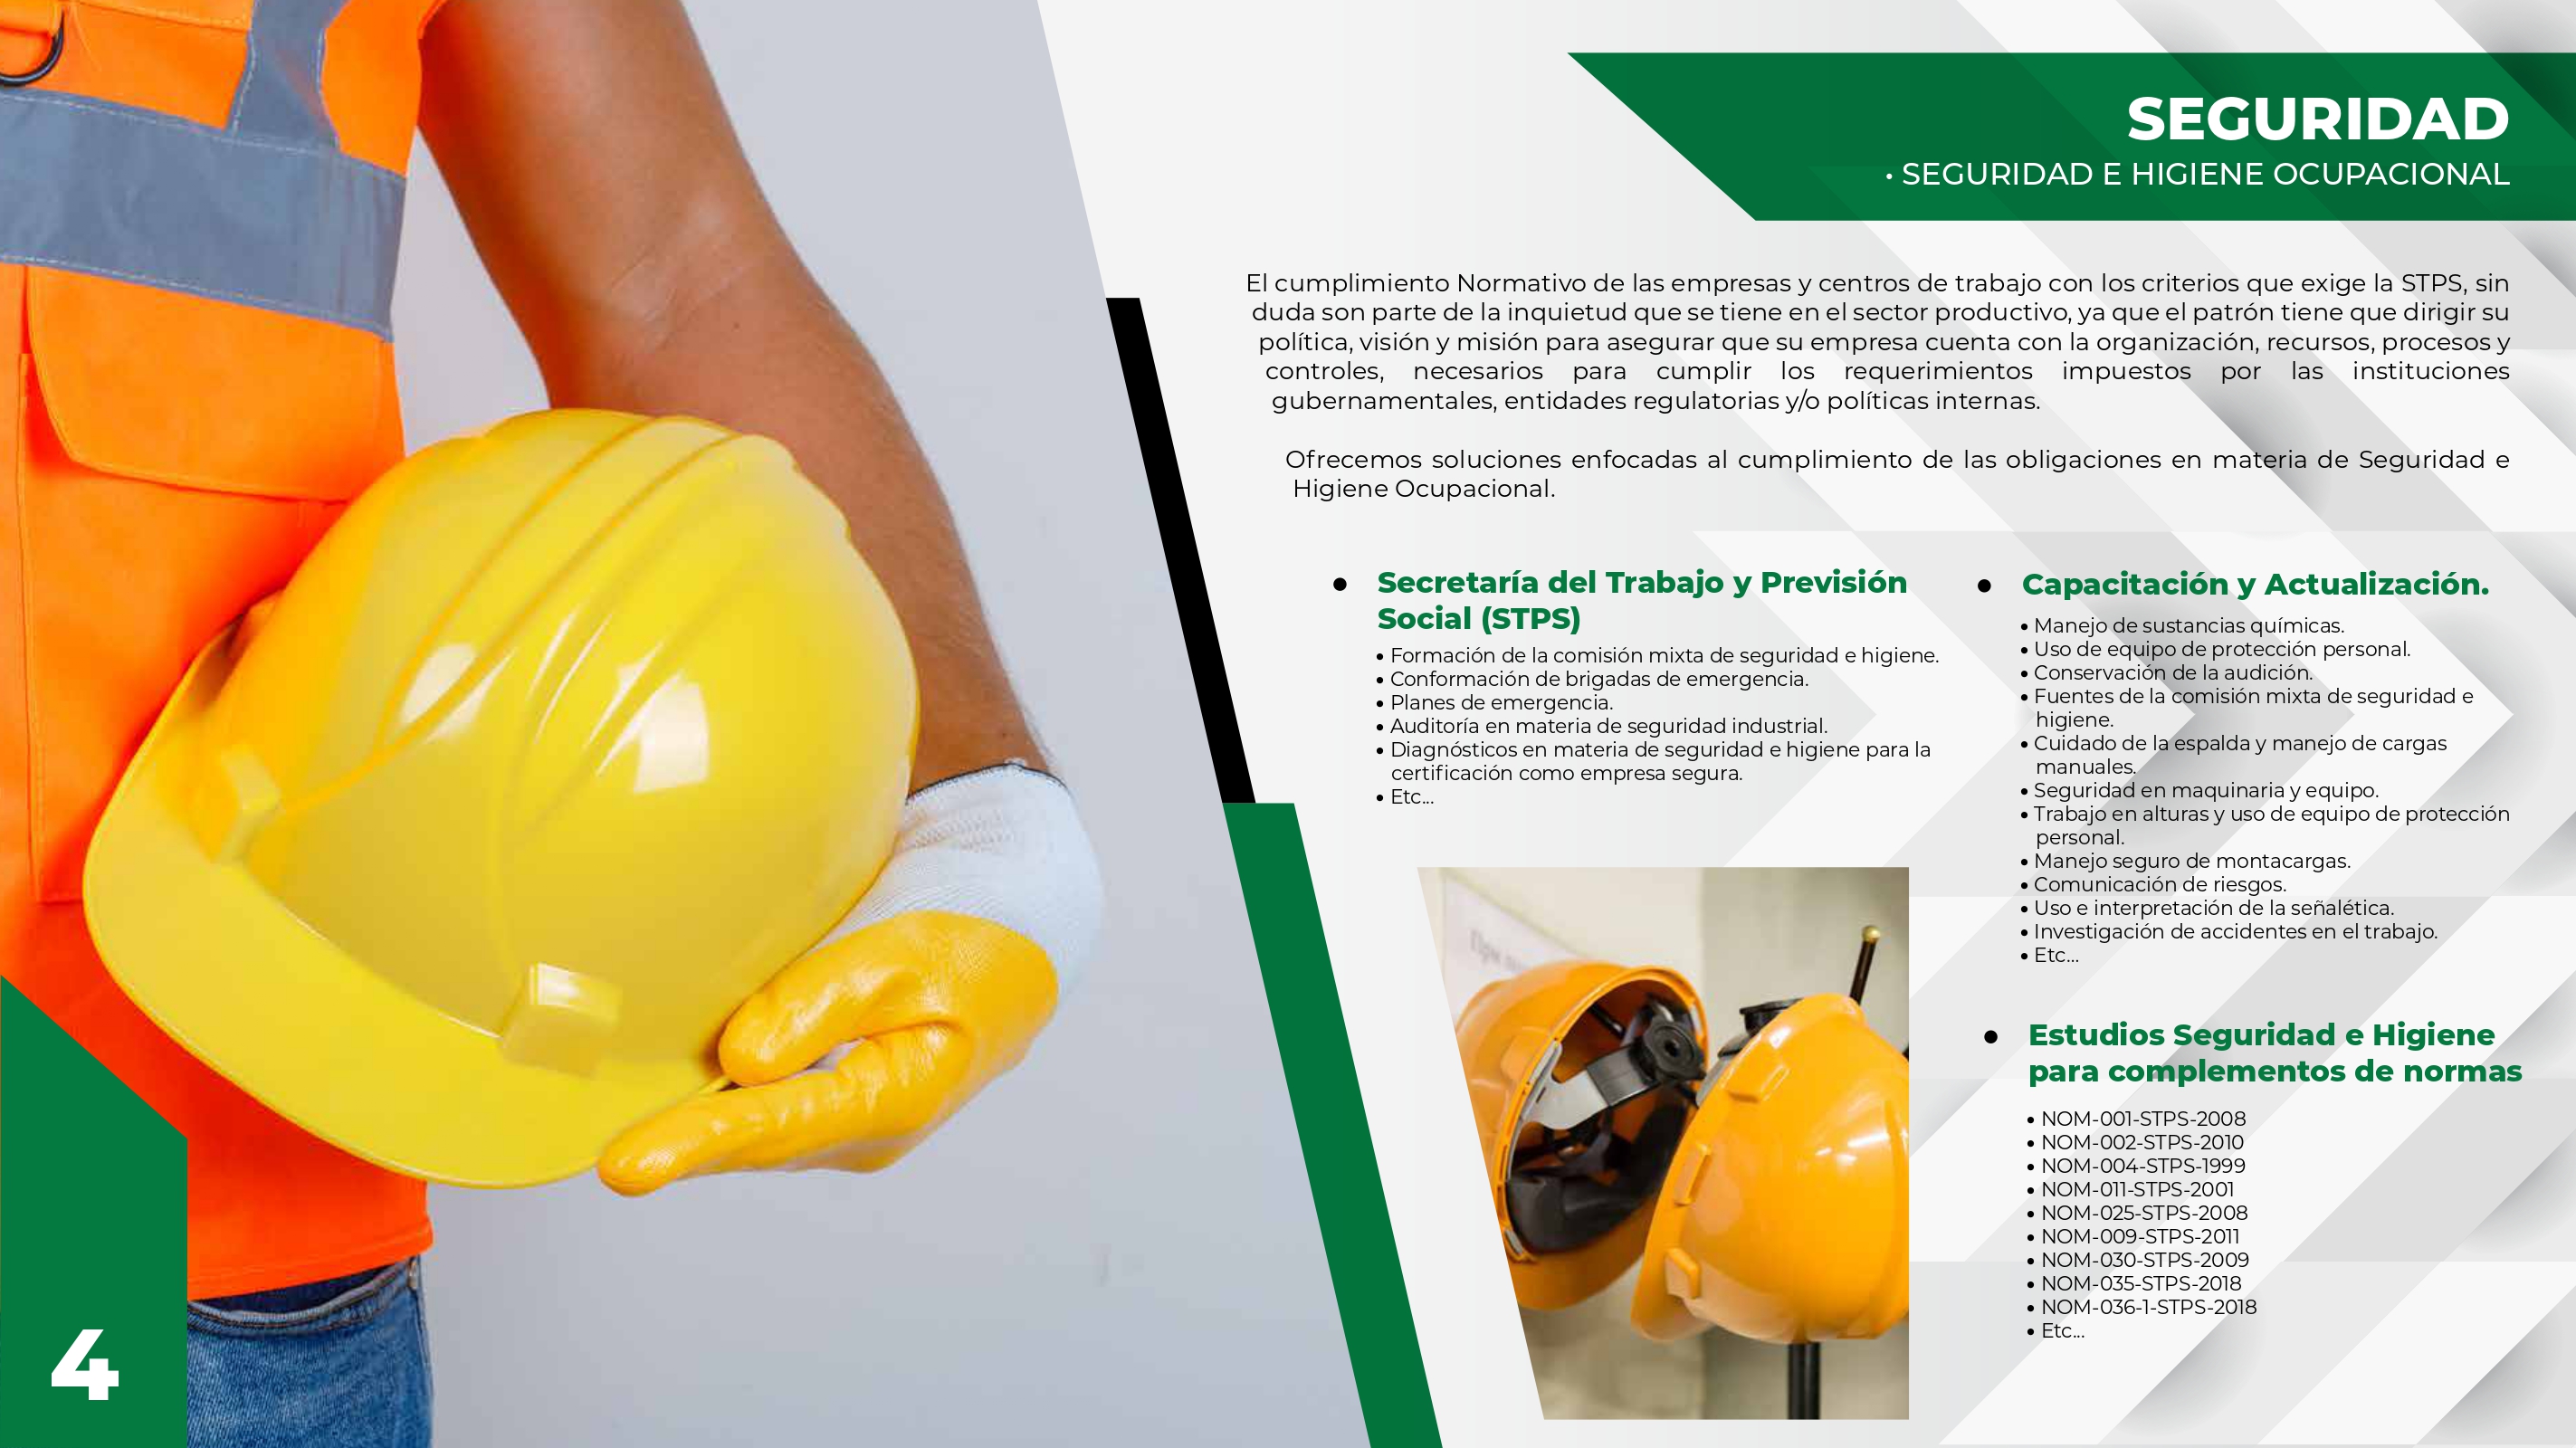 SEGURIDAD
· SEGURIDAD E HIGIENE OCUPACIONAL
El cumplimiento Normativo de las empresas y centros de trabajo con los criterios que exige la STPS, sin
duda son parte de la inquietud que se tiene en el sector productivo, ya que el patrón tiene que dirigir su
política, visión y misión para asegurar que su empresa cuenta con la organización, recursos, procesos y
controles, necesarios para cumplir los requerimientos impuestos por las instituciones
gubernamentales, entidades regulatorias y/o políticas internas.
Ofrecemos soluciones enfocadas al cumplimiento de las obligaciones en materia de Seguridad e
Higiene Ocupacional.
● Secretaría del Trabajo y Previsión
Social (STPS)
• Formación de la comisión mixta de seguridad e higiene.
• Conformación de brigadas de emergencia.
• Planes de emergencia.
• Auditoría en materia de seguridad industrial.
• Diagnósticos en materia de seguridad e higiene para la
certificación como empresa segura.
• Etc...
● Capacitación y Actualización.
• Manejo de sustancias químicas.
• Uso de equipo de protección personal.
• Conservación de la audición.
• Fuentes de la comisión mixta de seguridad e
higiene.
• Cuidado de la espalda y manejo de cargas
manuales.
• Seguridad en maquinaria y equipo.
• Trabajo en alturas y uso de equipo de protección
personal.
• Manejo seguro de montacargas.
• Comunicación de riesgos.
• Uso e interpretación de la señalética.
• Investigación de accidentes en el trabajo.
• Etc...
● Estudios Seguridad e Higiene
para complementos de normas
• NOM-001-STPS-2008
• NOM-002-STPS-2010
• NOM-004-STPS-1999
• NOM-011-STPS-2001
• NOM-025-STPS-2008
• NOM-009-STPS-2011
• NOM-030-STPS-2009
• NOM-035-STPS-2018
• NOM-036-1-STPS-2018
• Etc...
4